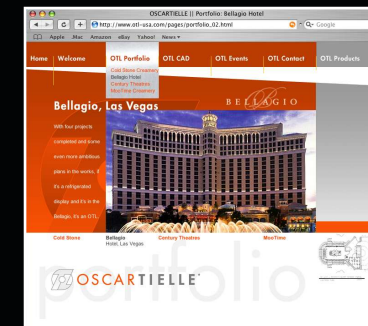 OSCARTIELLE || Portfolio: Bellagio Hotel
http://www.otl-usa.com/pages/portfolio_02.html
Q- Google
Apple .Mac Amazon eBay Yahoo! News
Home Welcome OTL Portfolio OTL CAD OTL Events OTL Contact OTL Products
Cold Stone Creamery
Bellagio Hotel
Century Theatres
MooTime Creamery
Bellagio, Las Vegas
BELLAGIO
With four projects
completed and some
even more ambitious
plans in the works, if
it's a refrigerated
display and it's in the
Bellagio, it's an OTL.
Cold Stone Bellagio Century Theatres MooTime
Hotel, Las Vegas
portfolio
OSCARTIELLE